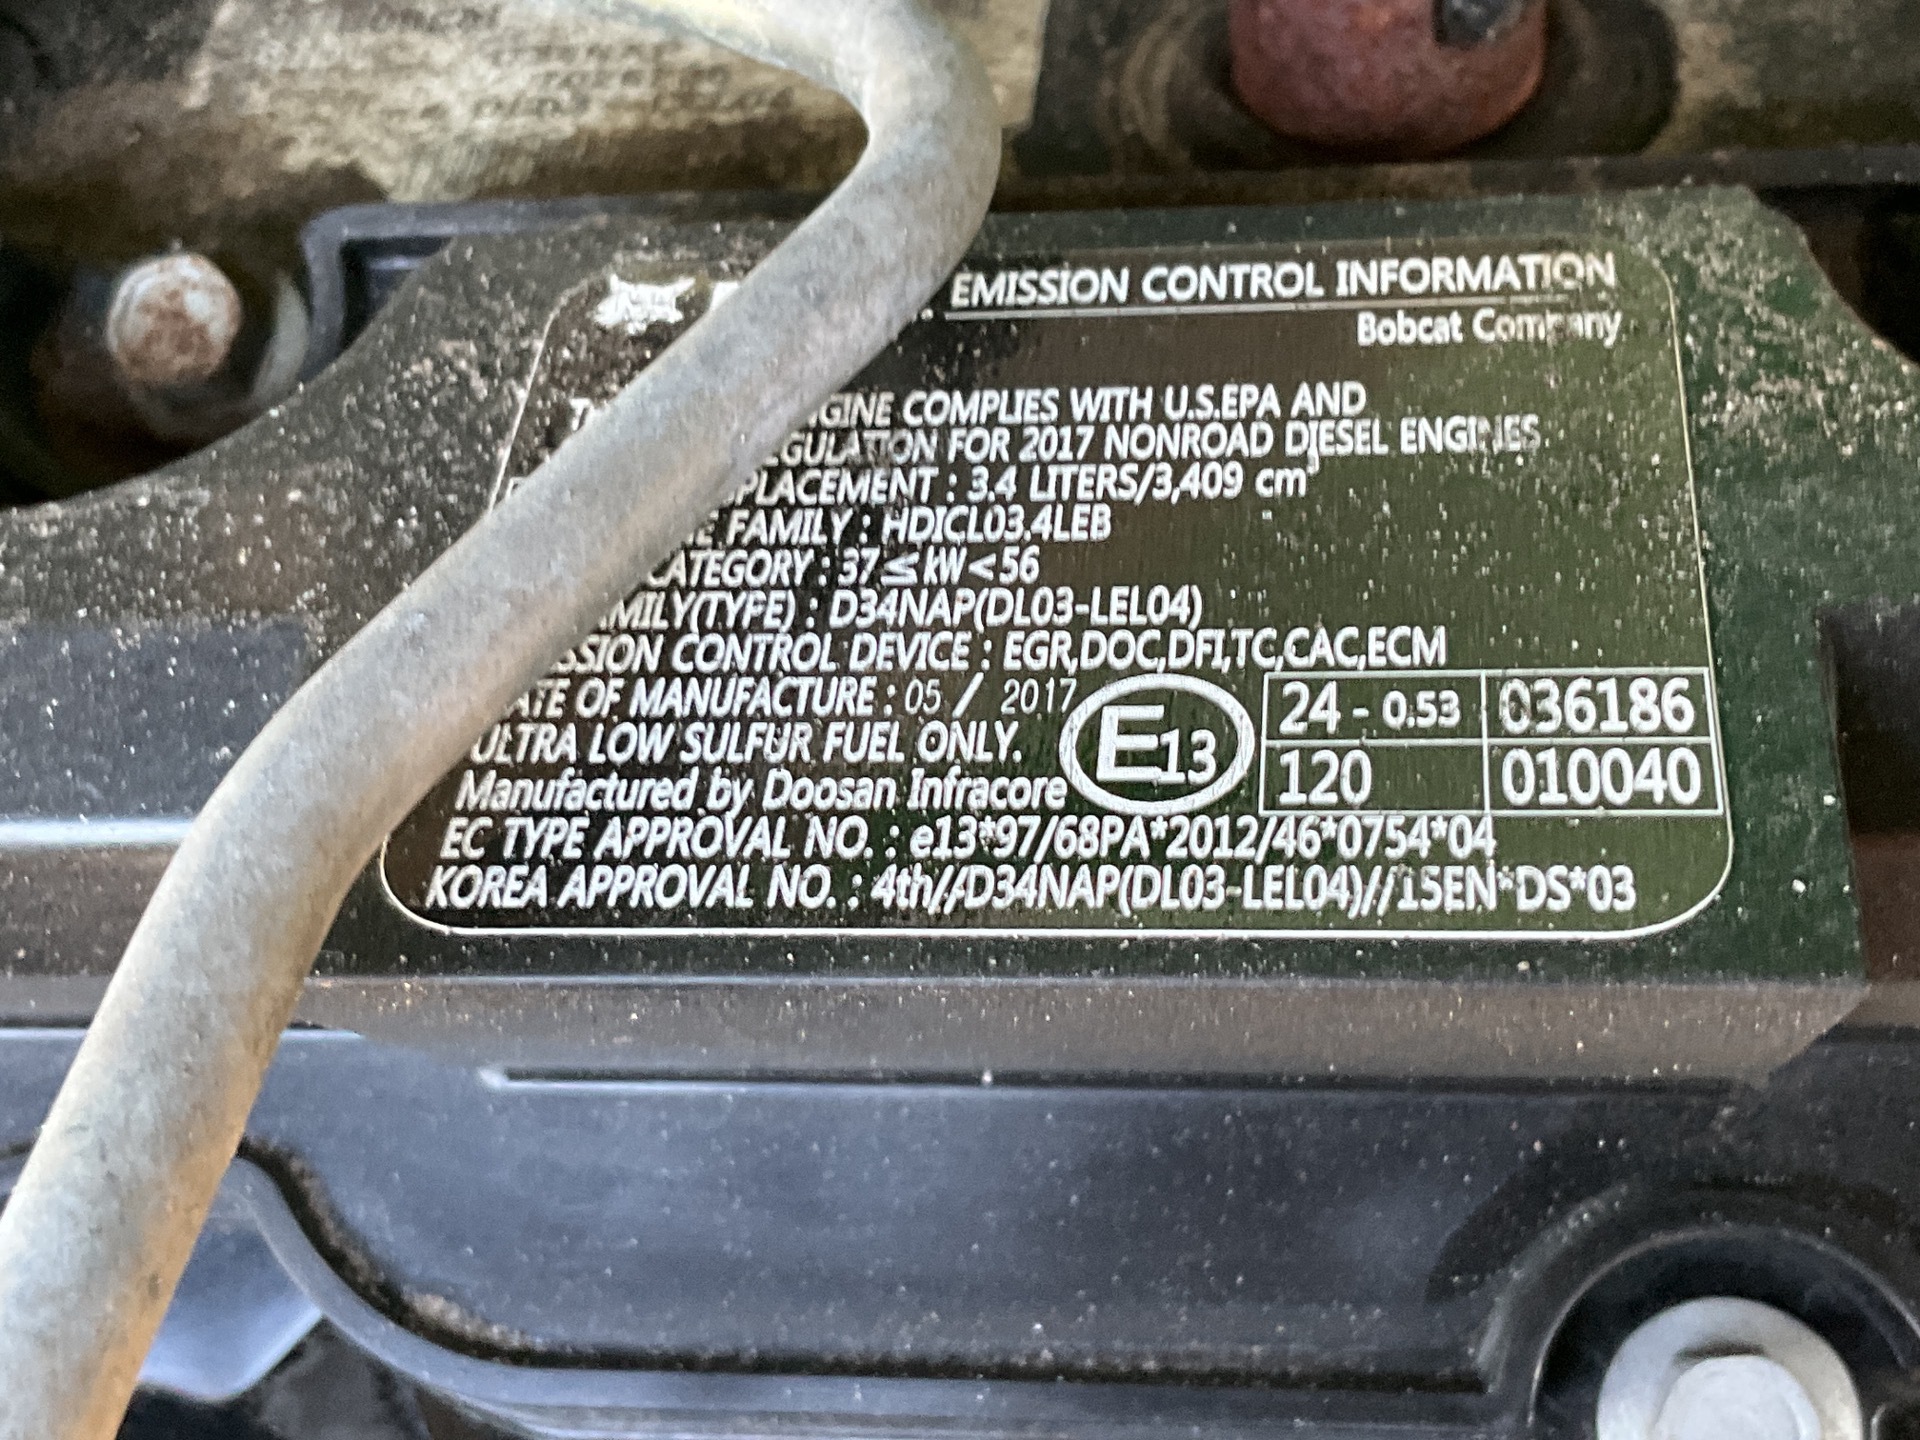 EMISSION CONTROL INFORMATION
Bobcat Company
GINE COMPLIES WITH U.S.EPA AND
EGULATION FOR 2017 NONROAD DIESEL ENGINES
PLACEMENT : 3.4 LITERS/3,409 cm³
E FAMILY : HDICL03.4LEB
CATEGORY : 37≤kW<56
MILY(TYPE) : D34NAP(DL03-LEL04)
SSION CONTROL DEVICE : EGR,DOC,DFI,TC,CAC,ECM
ATE OF MANUFACTURE : 05 / 2017
ULTRA LOW SULFUR FUEL ONLY.
Manufactured by Doosan Infracore
E13
24 - 0.53 036186
120 010040
EC TYPE APPROVAL NO. : e13*97/68PA*2012/46*0754*04
KOREA APPROVAL NO. : 4th//D34NAP(DL03-LEL04)//15EN*DS*03